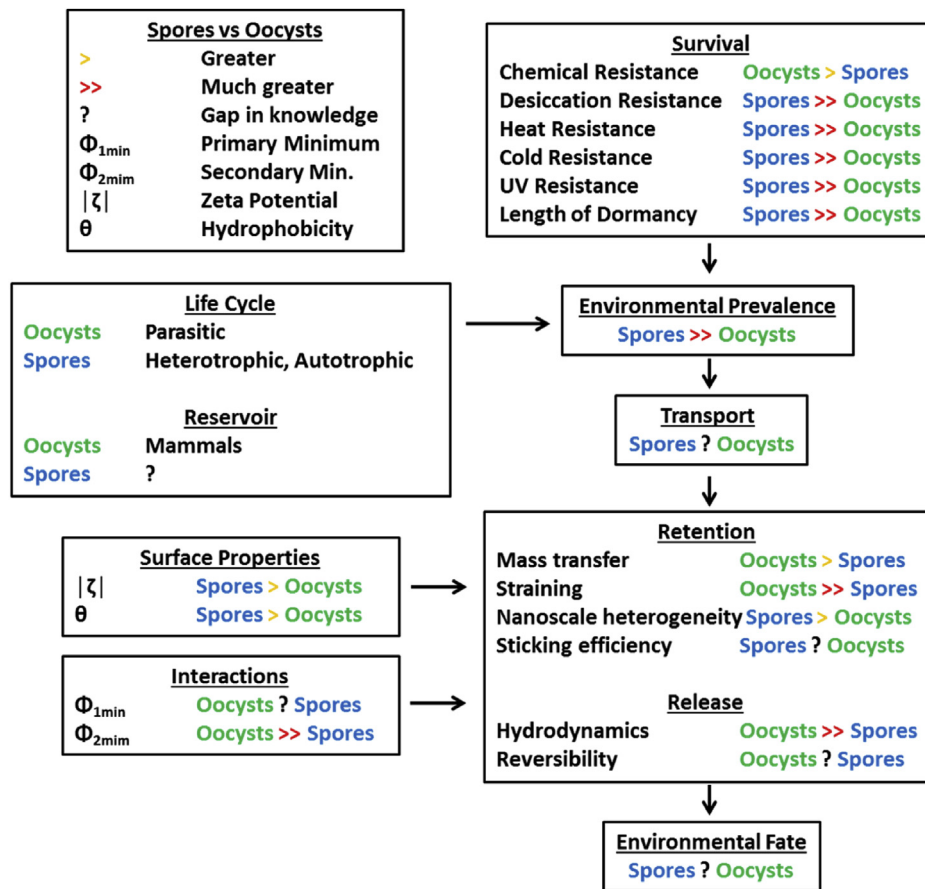 Spores vs Oocysts
> Greater
>> Much greater
? Gap in knowledge
Φ1min Primary Minimum
Φ2mim Secondary Min.
|ζ| Zeta Potential
θ Hydrophobicity
Survival
Chemical Resistance Oocysts > Spores
Desiccation Resistance Spores >> Oocysts
Heat Resistance Spores >> Oocysts
Cold Resistance Spores >> Oocysts
UV Resistance Spores >> Oocysts
Length of Dormancy Spores >> Oocysts
Life Cycle
Oocysts Parasitic
Spores Heterotrophic, Autotrophic
Reservoir
Oocysts Mammals
Spores ?
Environmental Prevalence
Spores >> Oocysts
Transport
Spores ? Oocysts
Surface Properties
|ζ| Spores > Oocysts
θ Spores > Oocysts
Interactions
Φ1min Oocysts ? Spores
Φ2mim Oocysts >> Spores
Retention
Mass transfer Oocysts > Spores
Straining Oocysts >> Spores
Nanoscale heterogeneity Spores > Oocysts
Sticking efficiency Spores ? Oocysts
Release
Hydrodynamics Oocysts >> Spores
Reversibility Oocysts ? Spores
Environmental Fate
Spores ? Oocysts